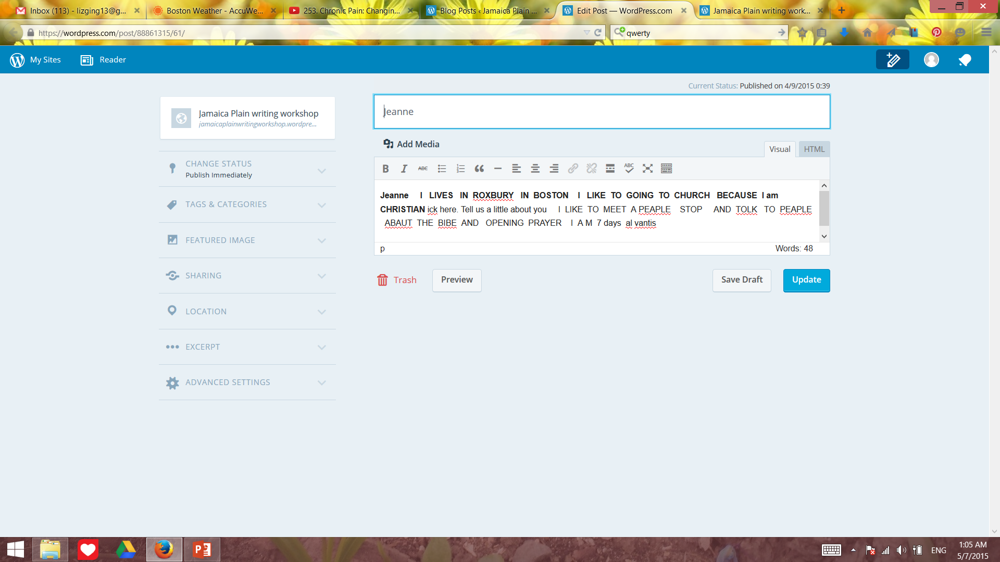 Inbox (113) - lizging13@g...
Boston Weather - AccuWe...
253. Chronic Pain: Changin...
Blog Posts ‹ Jamaica Plain ...
Edit Post — WordPress.com
Jamaica Plain writing work...
https://wordpress.com/post/88861315/61/
qwerty
My Sites
Reader
Current Status: Published on 4/9/2015 0:39
Jamaica Plain writing workshop
jamaicaplainwritingworkshop.wordpre...
Jeanne
Add Media
Visual
HTML
CHANGE STATUS
Publish Immediately
B I ABC
ABC
Jeanne I LIVES IN ROXBURY IN BOSTON I LIKE TO GOING TO CHURCH BECAUSE I am
CHRISTIAN ick here. Tell us a little about you I LIKE TO MEET A PEAPLE STOP AND TOLK TO PEAPLE
ABAUT THE BIBE AND OPENING PRAYER I A M 7 days al vantis
p
Words: 48
TAGS & CATEGORIES
FEATURED IMAGE
SHARING
LOCATION
EXCERPT
ADVANCED SETTINGS
Trash
Preview
Save Draft
Update
ENG
1:05 AM
5/7/2015